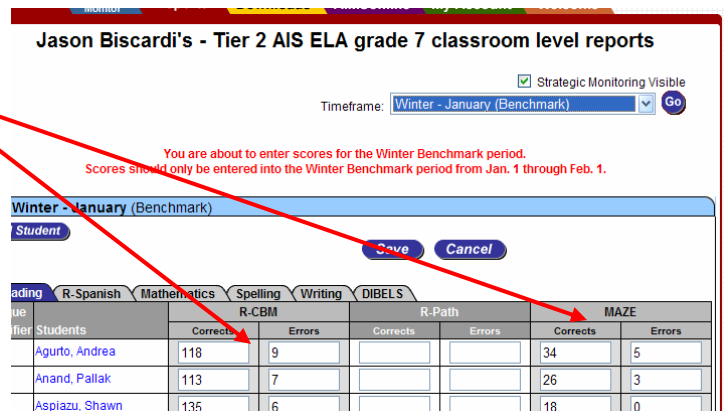 Monitor
Jason Biscardi's - Tier 2 AIS ELA grade 7 classroom level reports
Strategic Monitoring Visible
Timeframe: Winter - January (Benchmark) Go
You are about to enter scores for the Winter Benchmark period.
Scores should only be entered into the Winter Benchmark period from Jan. 1 through Feb. 1.
Winter - January (Benchmark)
Student
Save Cancel
R-Spanish Mathematics Spelling Writing DIBELS
R-CBM R-Path MAZE
Students Corrects Errors Corrects Errors Corrects Errors
Agurto, Andrea 118 9 34 5
Anand, Pallak 113 7 26 3
Aspiazu, Shawn 135 6 18 0